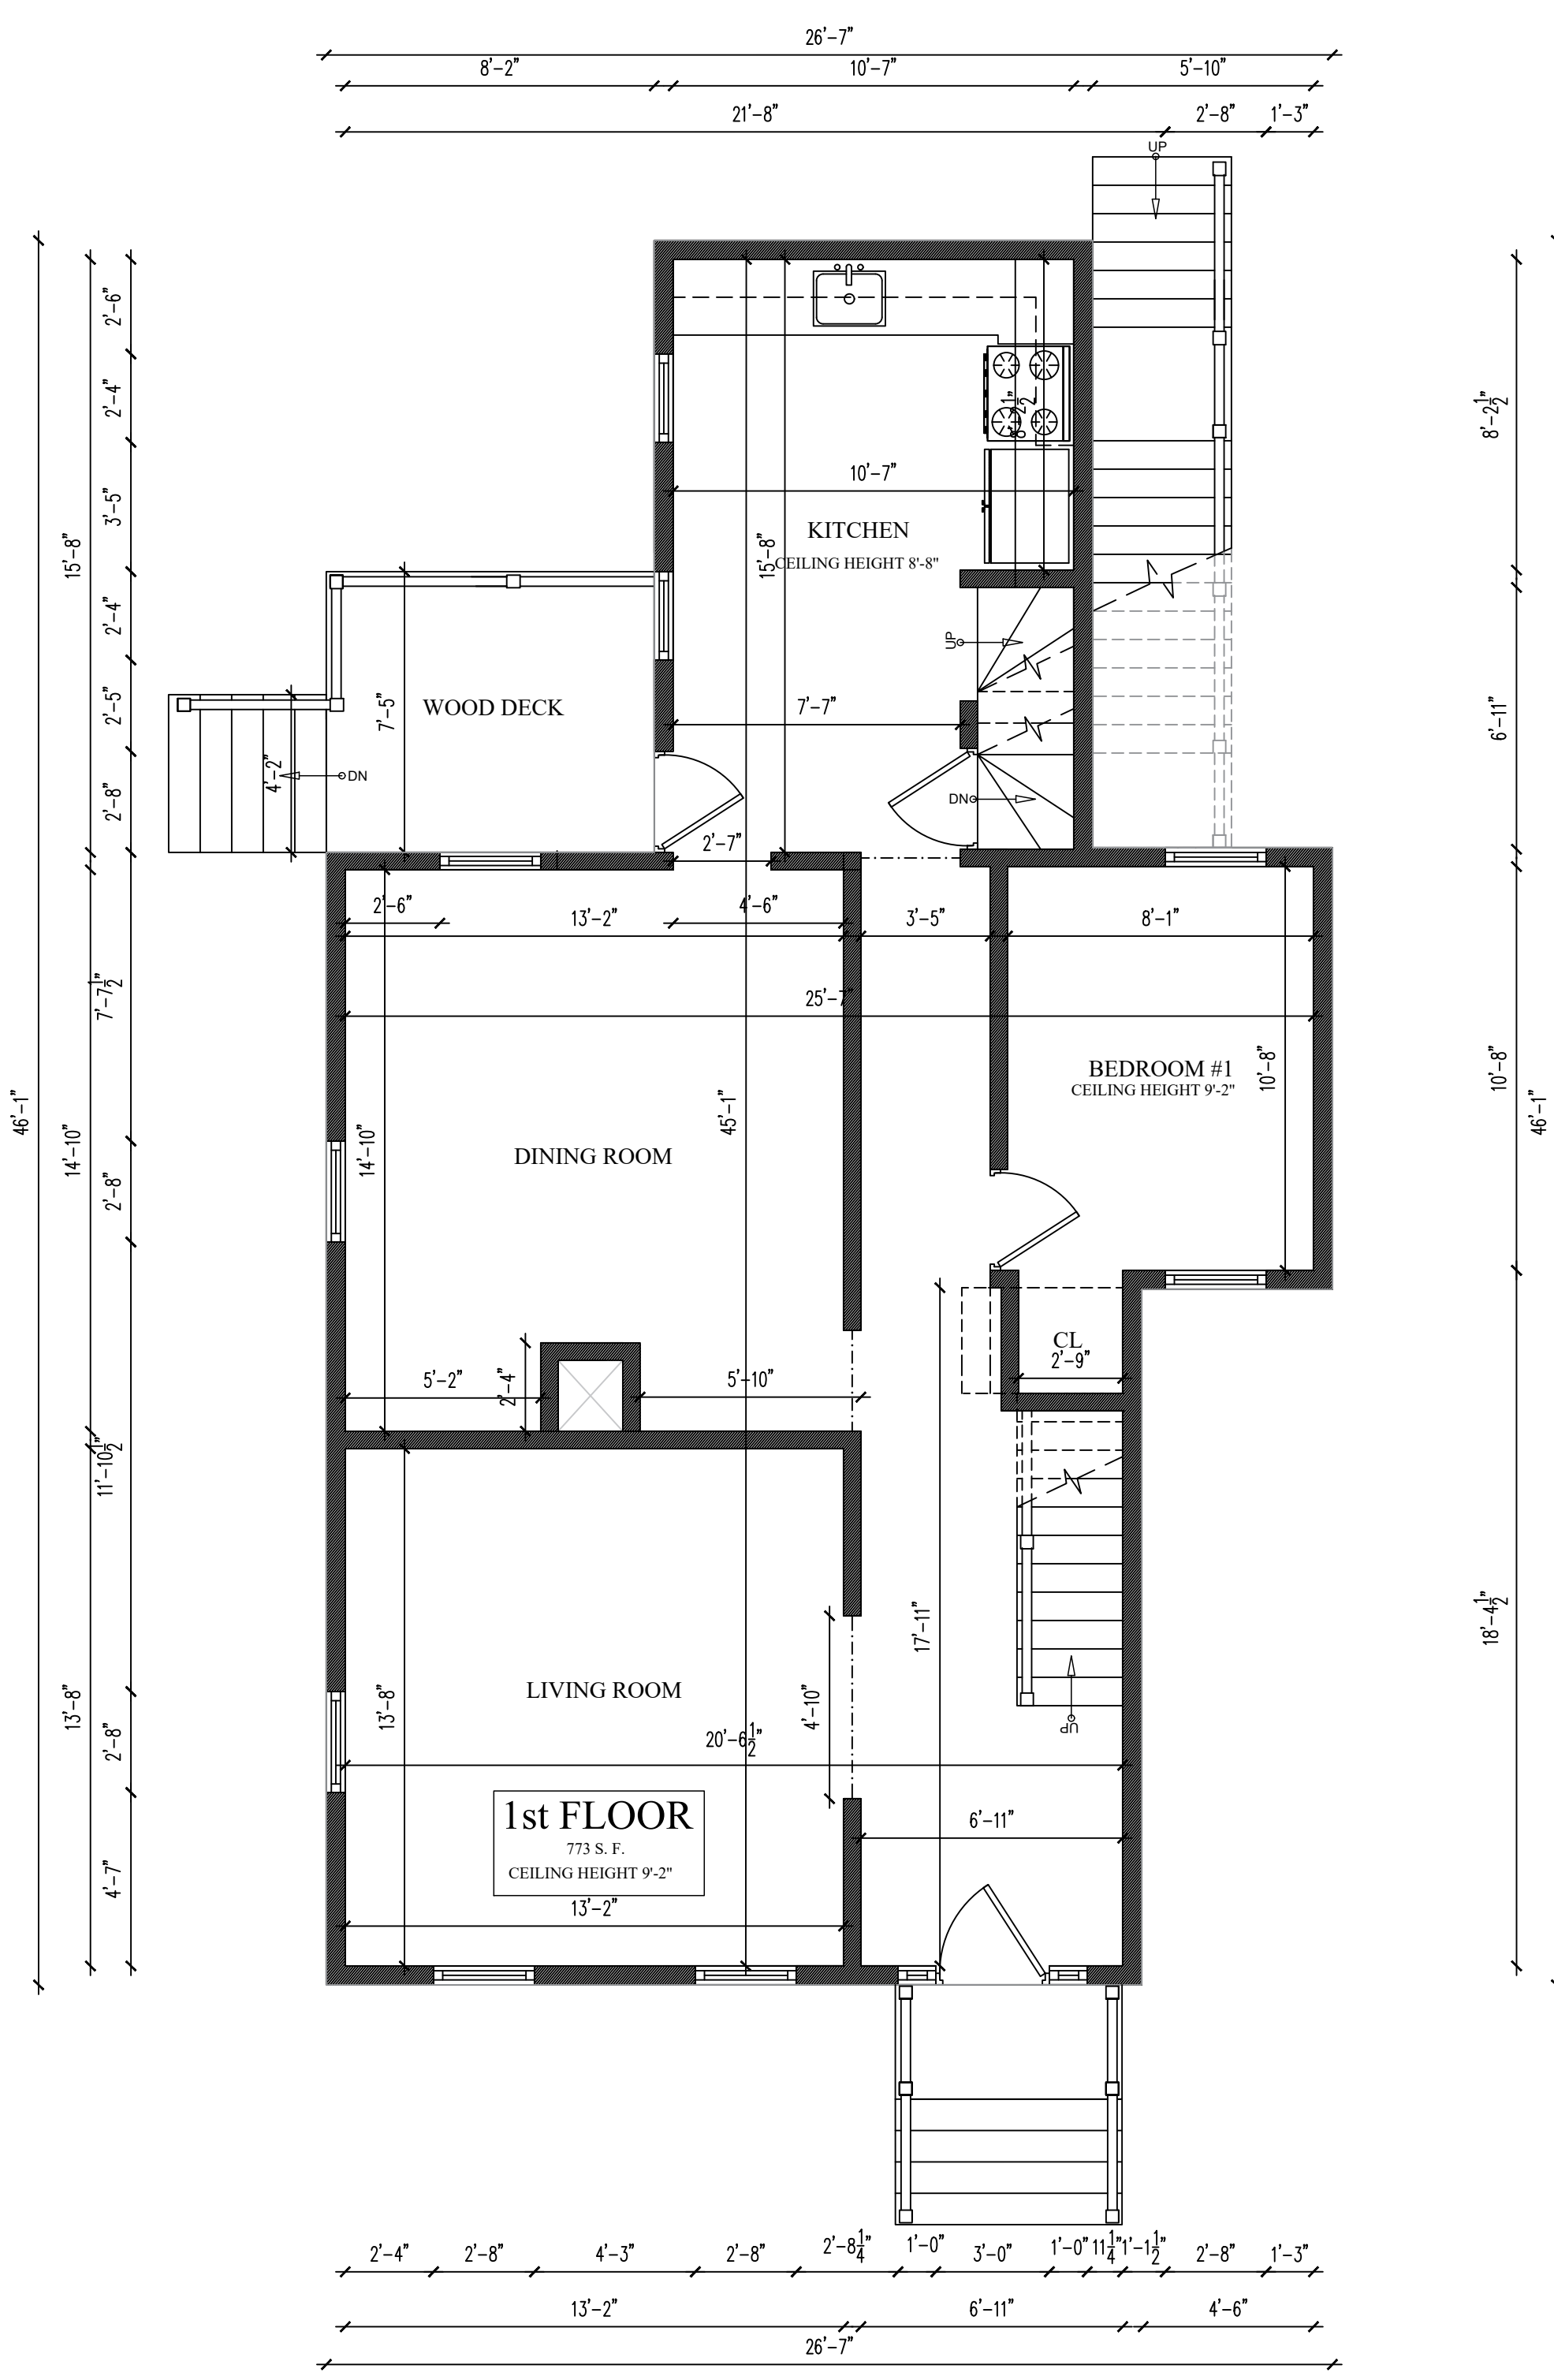 26'-7"
8'-2" 10'-7" 5'-10"
21'-8" 2'-8" 1'-3"
UP
2'-6"
2'-4"
8'-2½"
8'-2½"
10'-7"
3'-5"
KITCHEN
15'-8"
15'-8"
CEILING HEIGHT 8'-8"
2'-4"
UP
2'-5"
7'-5"
WOOD DECK
7'-7"
6'-11"
4'-2"
DN
DN
2'-8"
2'-7"
2'-6"
13'-2"
4'-6"
3'-5"
8'-1"
7'-7½"
25'-7"
BEDROOM #1
CEILING HEIGHT 9'-2"
10'-8"
10'-8"
46'-1"
14'-10"
14'-10"
45'-1"
46'-1"
DINING ROOM
2'-8"
CL
2'-9"
5'-2"
2'-4"
5'-10"
11'-10½"
18'-4½"
17'-11"
LIVING ROOM
13'-8"
13'-8"
4'-10"
UP
2'-8"
20'-6½"
1st FLOOR
773 S. F.
CEILING HEIGHT 9'-2"
6'-11"
4'-7"
13'-2"
2'-4" 2'-8" 4'-3" 2'-8" 2'-8¼" 1'-0" 3'-0" 1'-0" 11¼" 1'-1½" 2'-8" 1'-3"
13'-2" 6'-11" 4'-6"
26'-7"